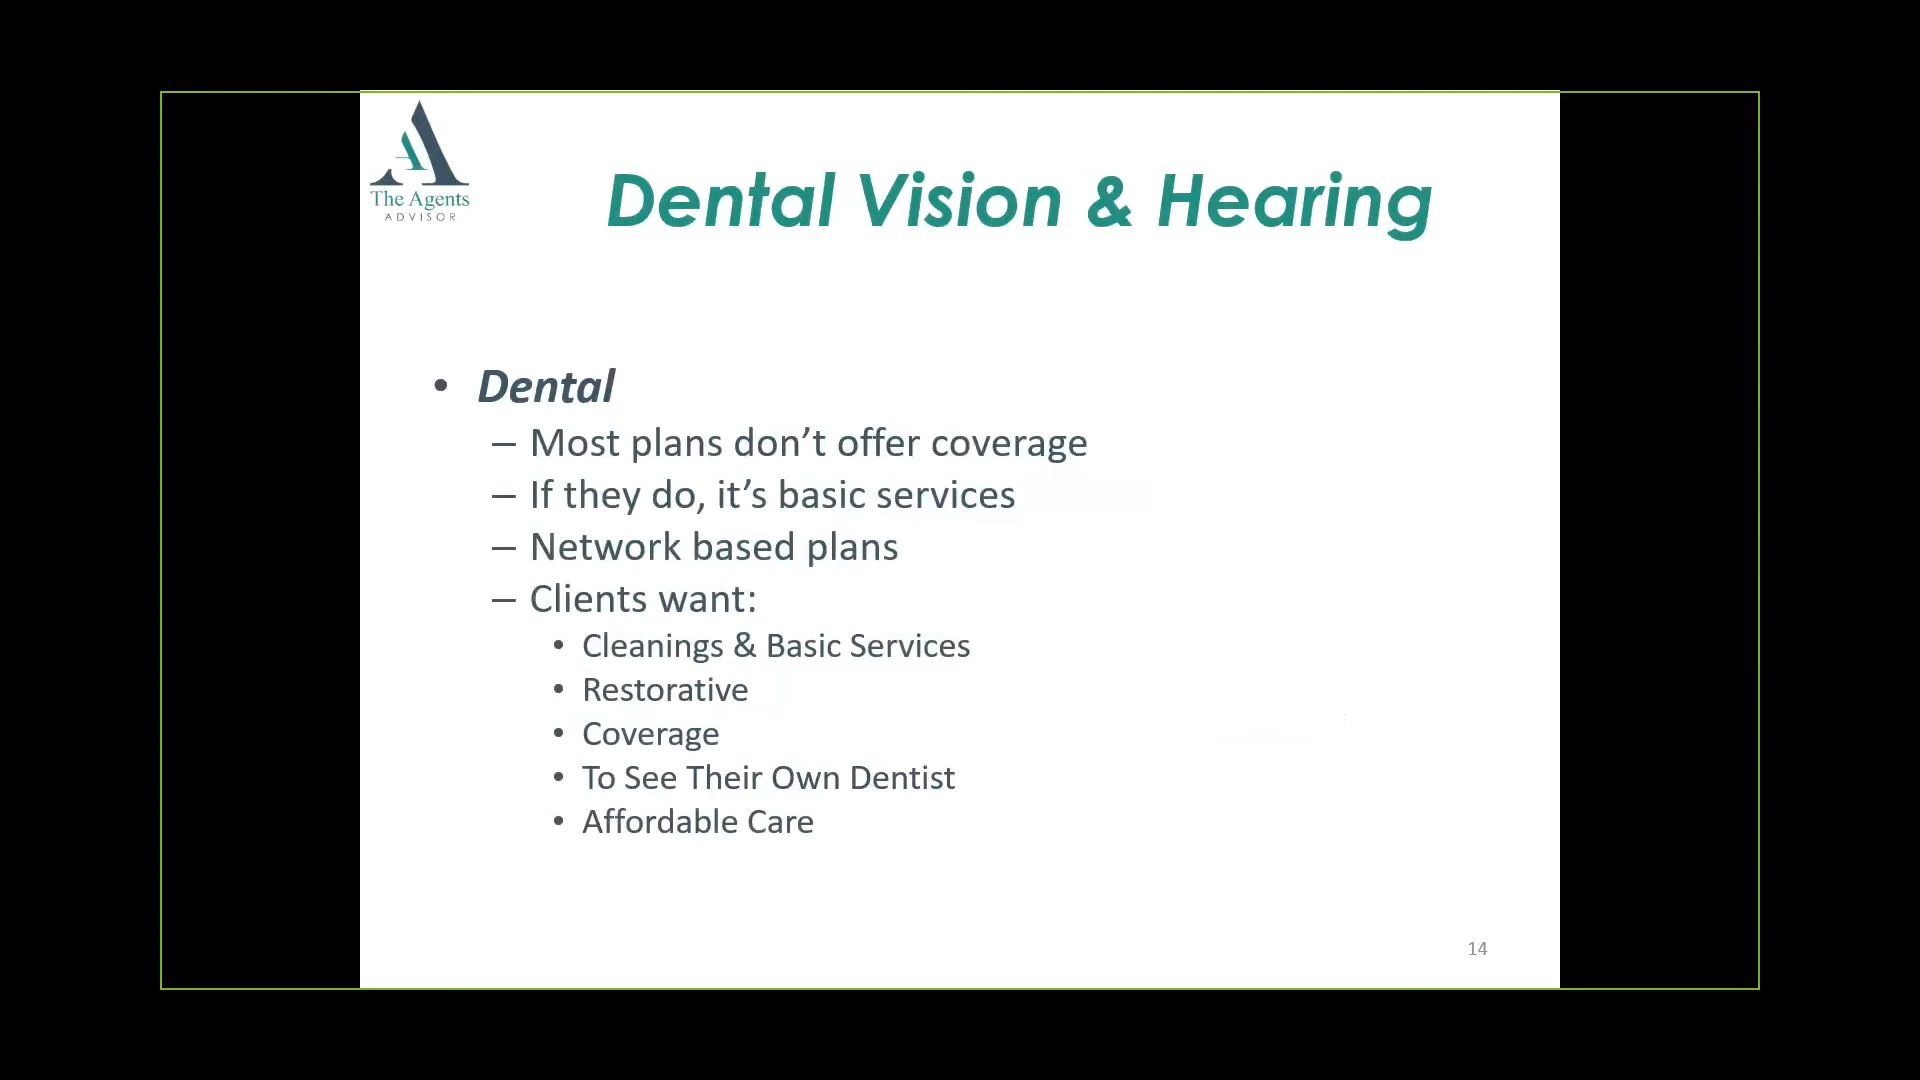 The Agents
ADVISOR
Dental Vision & Hearing
• Dental
– Most plans don’t offer coverage
– If they do, it’s basic services
– Network based plans
– Clients want:
• Cleanings & Basic Services
• Restorative
• Coverage
• To See Their Own Dentist
• Affordable Care
14